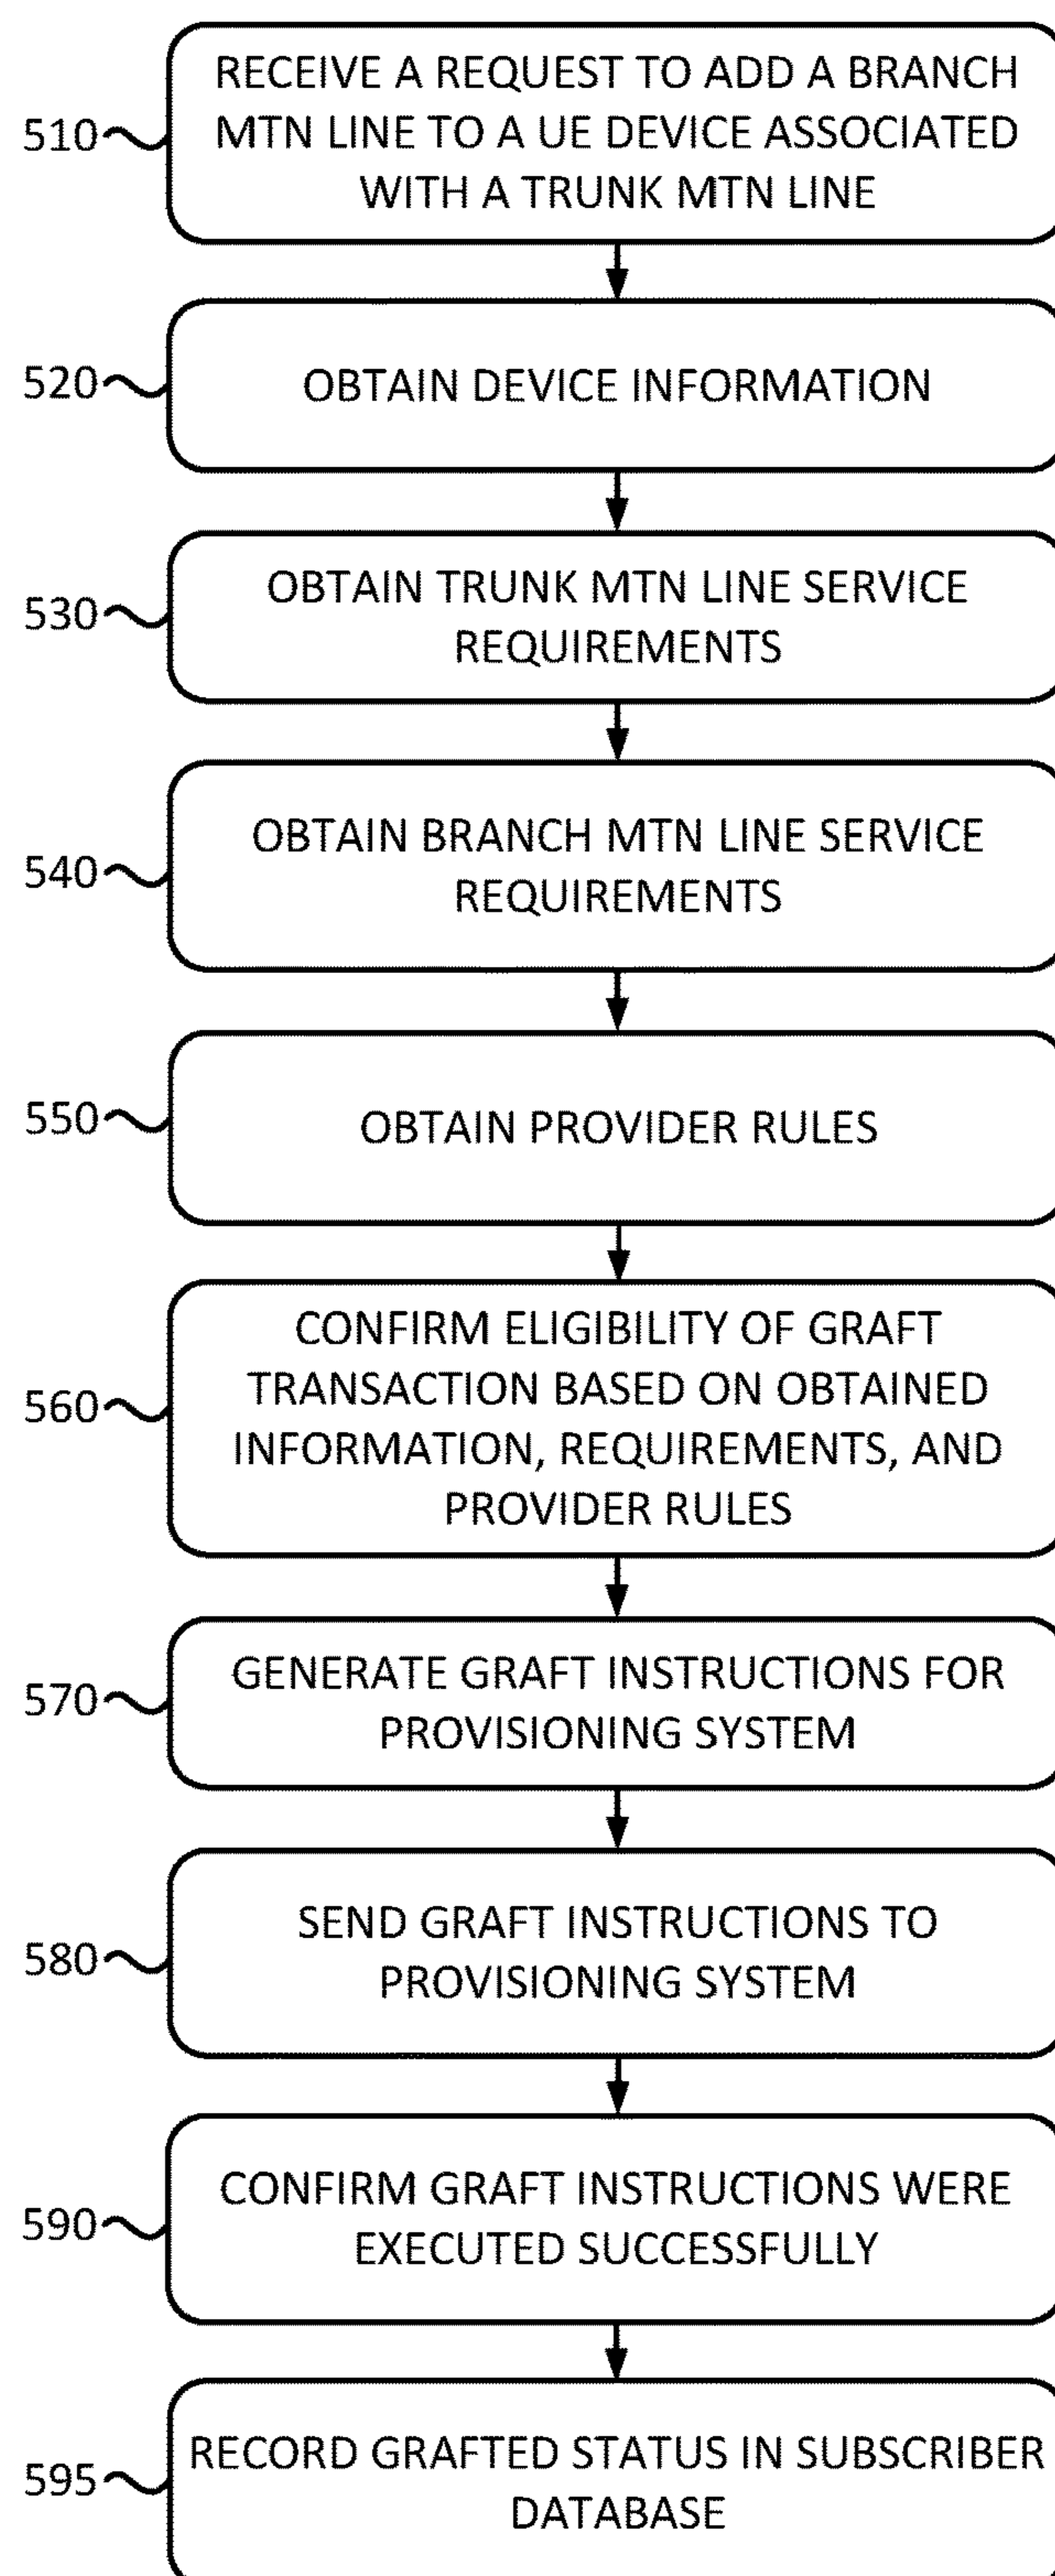 RECEIVE A REQUEST TO ADD A BRANCH
510 MTN LINE TO A UE DEVICE ASSOCIATED
WITH A TRUNK MTN LINE
520 OBTAIN DEVICE INFORMATION
530 OBTAIN TRUNK MTN LINE SERVICE
REQUIREMENTS
540 OBTAIN BRANCH MTN LINE SERVICE
REQUIREMENTS
550 OBTAIN PROVIDER RULES
CONFIRM ELIGIBILITY OF GRAFT
560 TRANSACTION BASED ON OBTAINED
INFORMATION, REQUIREMENTS, AND
PROVIDER RULES
570 GENERATE GRAFT INSTRUCTIONS FOR
PROVISIONING SYSTEM
580 SEND GRAFT INSTRUCTIONS TO
PROVISIONING SYSTEM
590 CONFIRM GRAFT INSTRUCTIONS WERE
EXECUTED SUCCESSFULLY
595 RECORD GRAFTED STATUS IN SUBSCRIBER
DATABASE